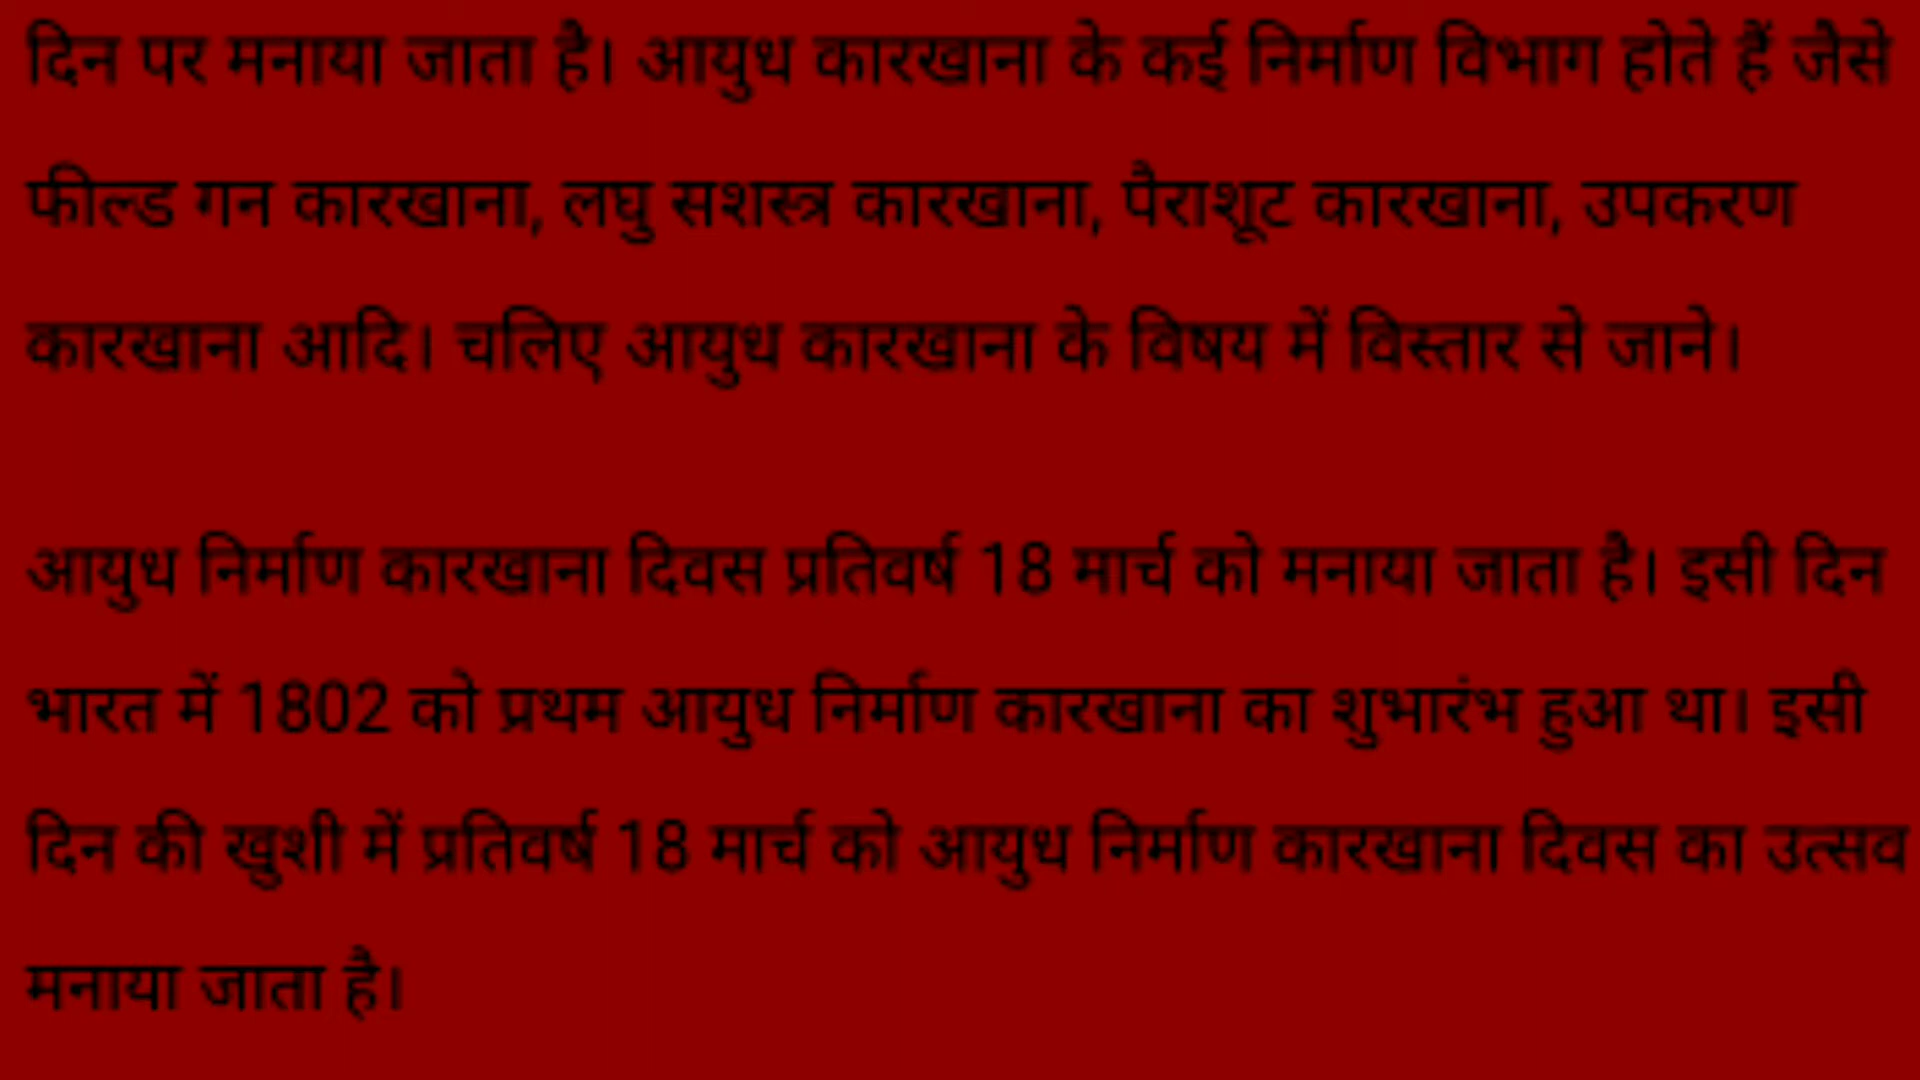 दिन पर मनाया जाता है। आयुध कारखाना के कई निर्माण विभाग होते हैं जैसे
फील्ड गन कारखाना, लघु सशस्त्र कारखाना, पैराशूट कारखाना, उपकरण
कारखाना आदि। चलिए आयुध कारखाना के विषय में विस्तार से जाने।
आयुध निर्माण कारखाना दिवस प्रतिवर्ष 18 मार्च को मनाया जाता है। इसी दिन
भारत में 1802 को प्रथम आयुध निर्माण कारखाना का शुभारंभ हुआ था। इसी
दिन की खुशी में प्रतिवर्ष 18 मार्च को आयुध निर्माण कारखाना दिवस का उत्सव
मनाया जाता है।